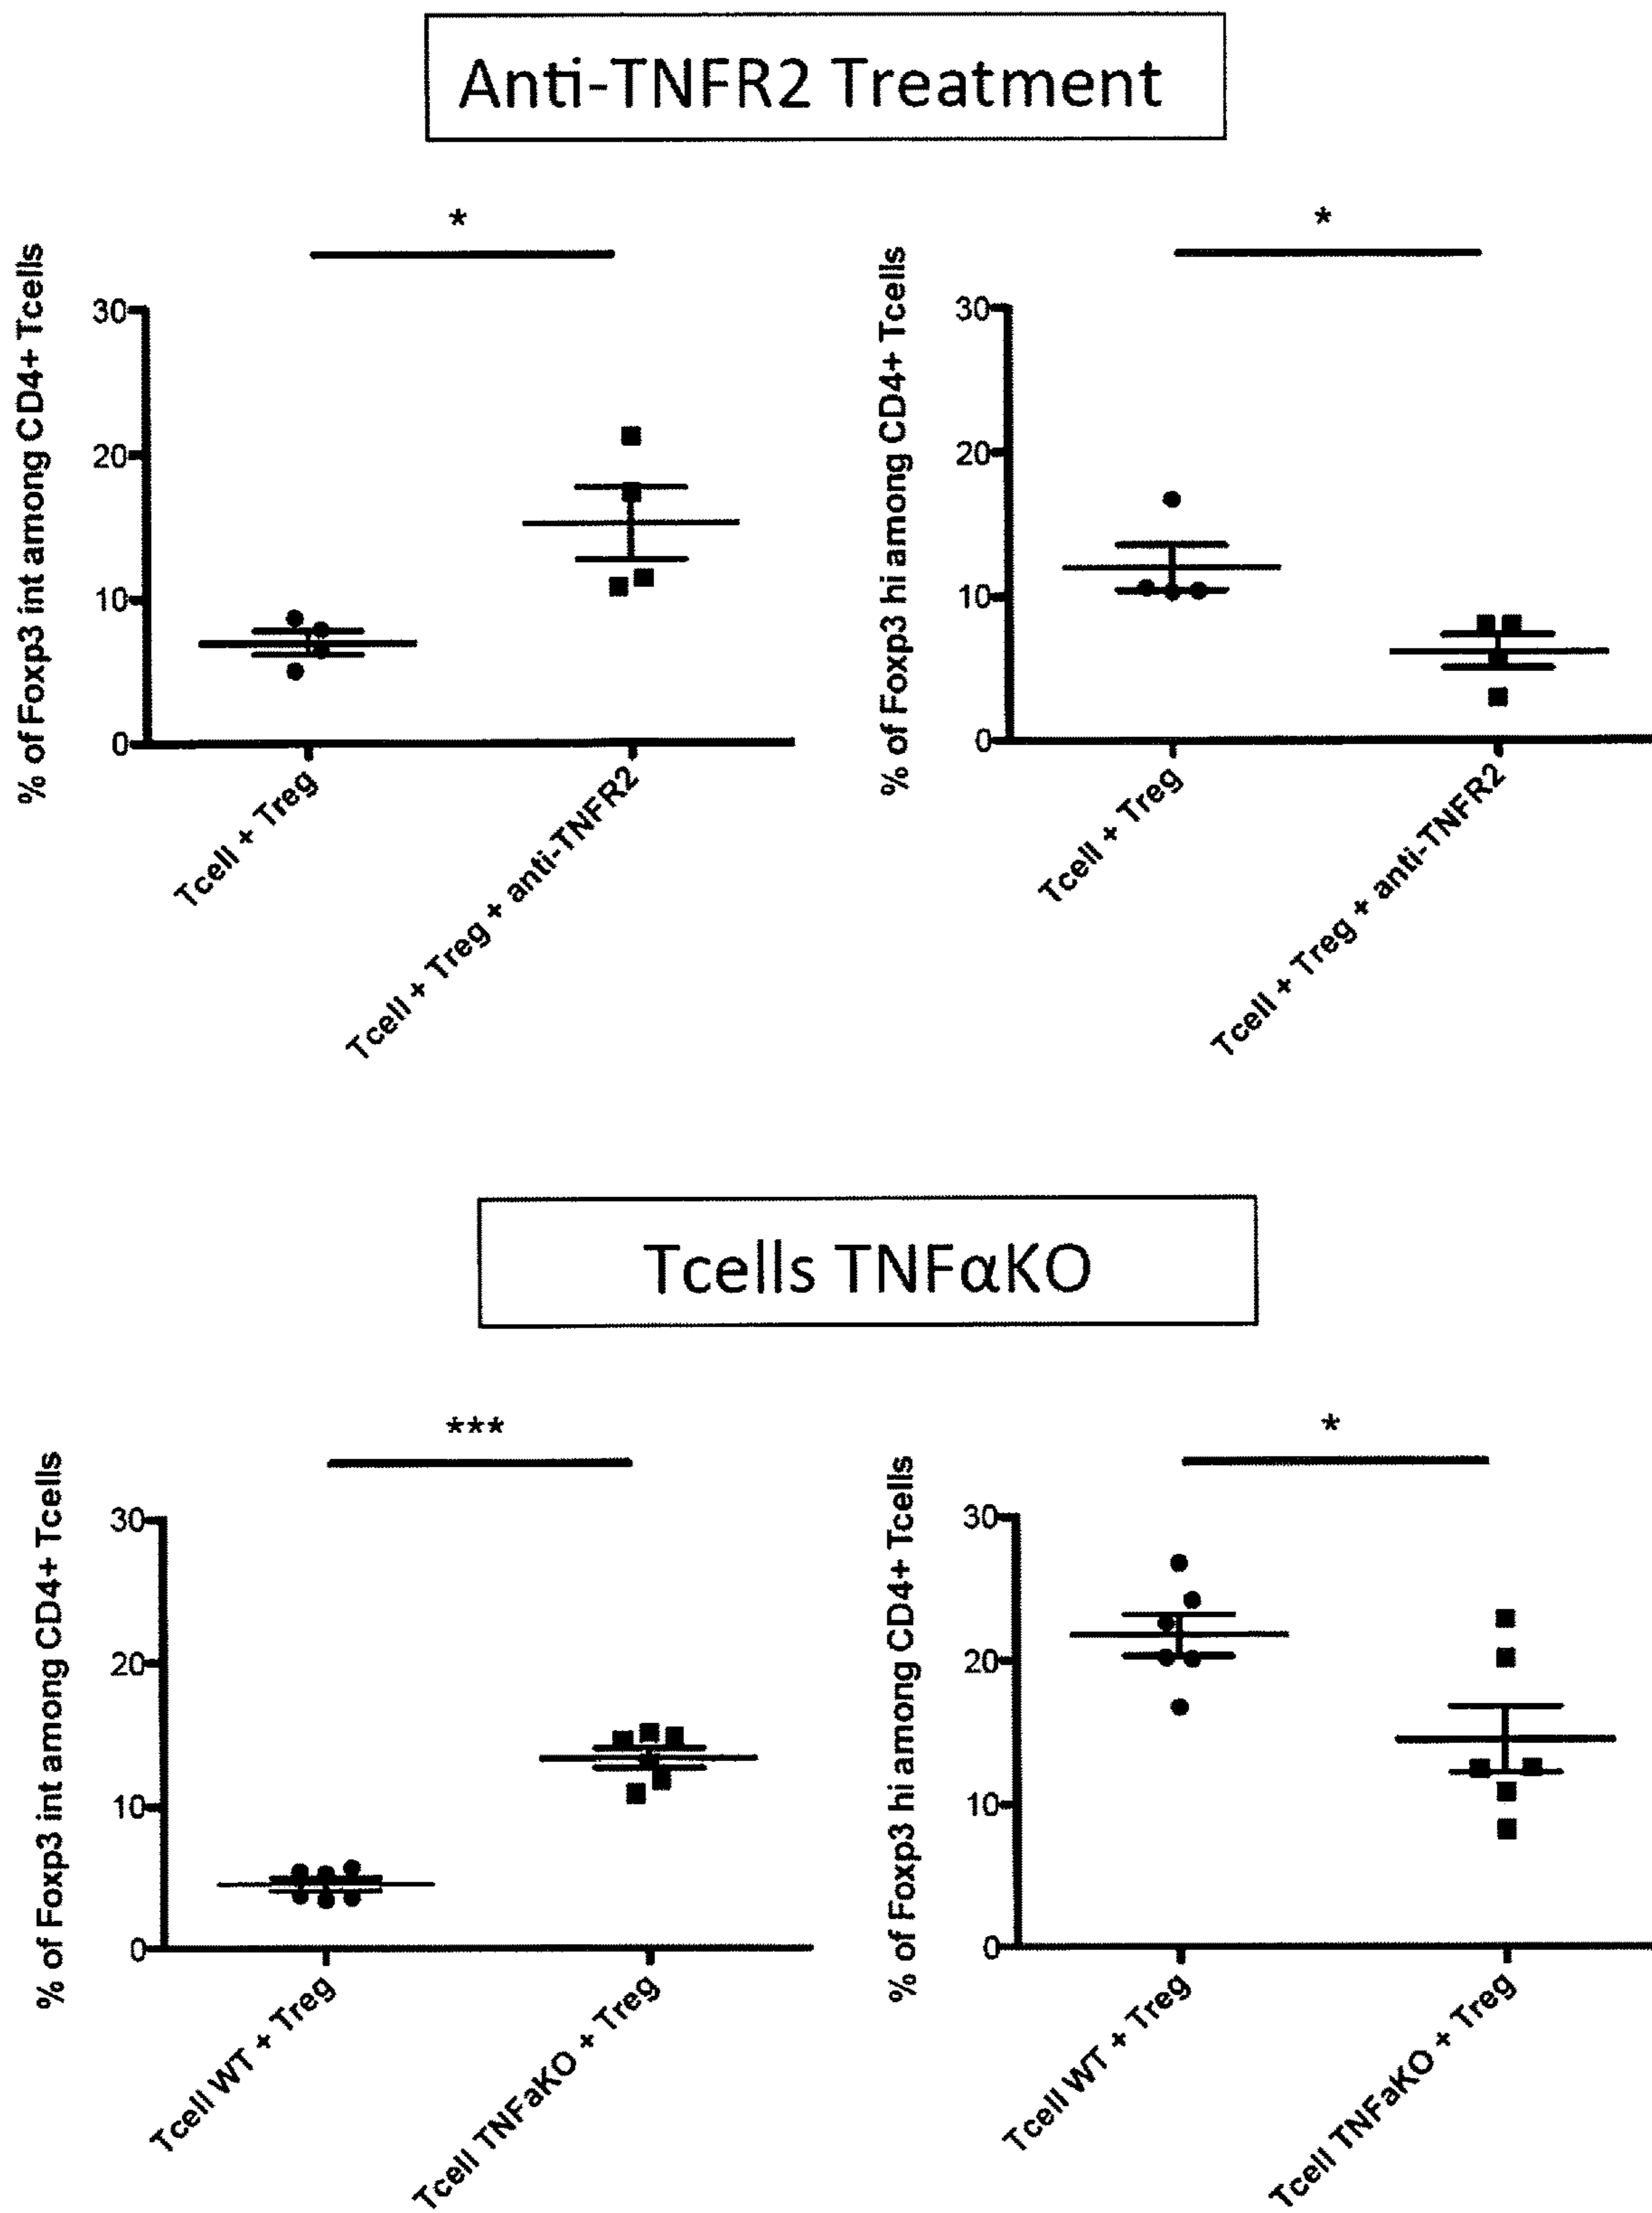 Anti-TNFR2 Treatment
*
% of Foxp3 int among CD4+ Tcells
30
20
10
0
Tcell + Treg
Tcell + Treg + anti-TNFR2
*
% of Foxp3 hi among CD4+ Tcells
30
20
10
0
Tcell + Treg
Tcell + Treg + anti-TNFR2
Tcells TNFαKO
***
% of Foxp3 int among CD4+ Tcells
30
20
10
0
Tcell WT + Treg
Tcell TNFaKO + Treg
*
% of Foxp3 hi among CD4+ Tcells
30
20
10
0
Tcell WT + Treg
Tcell TNFaKO + Treg